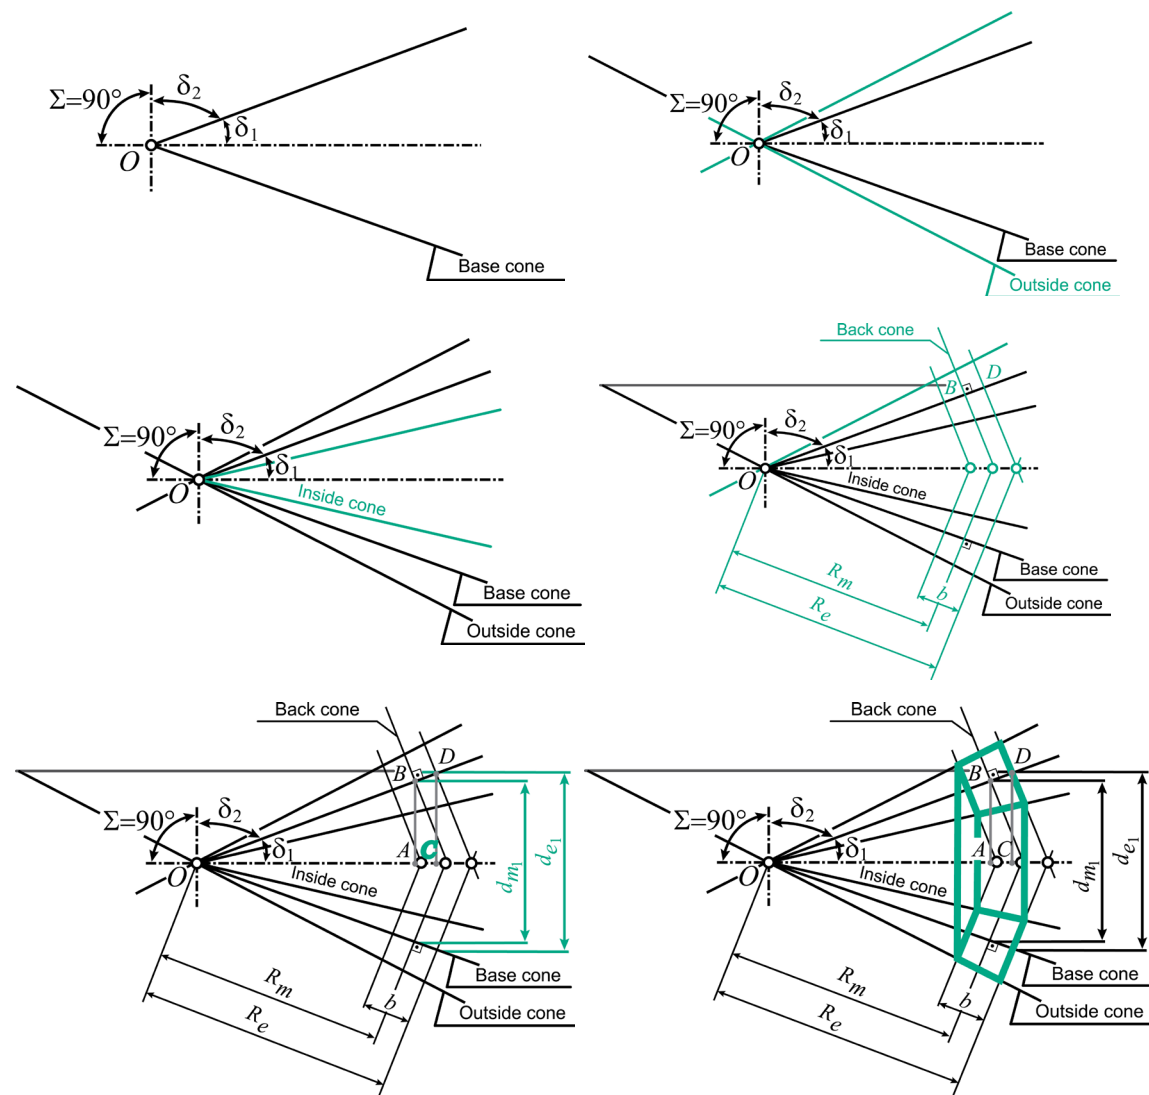 Σ=90° δ2
δ1
O
Base cone
Σ=90° δ2
δ1
O
Base cone
Outside cone
Σ=90° δ2
δ1
O
Inside cone
Base cone
Outside cone
Back cone
B D
Σ=90° δ2
δ1
O
Inside cone
Rm
b
Re
Base cone
Outside cone
Back cone
B D
Σ=90° δ2
δ1
A C
O
Inside cone
dm1
de1
Base cone
Rm
b
Re
Outside cone
Back cone
B D
Σ=90° δ2
δ1
A C
O
Inside cone
dm1
de1
Base cone
Rm
b
Re
Outside cone